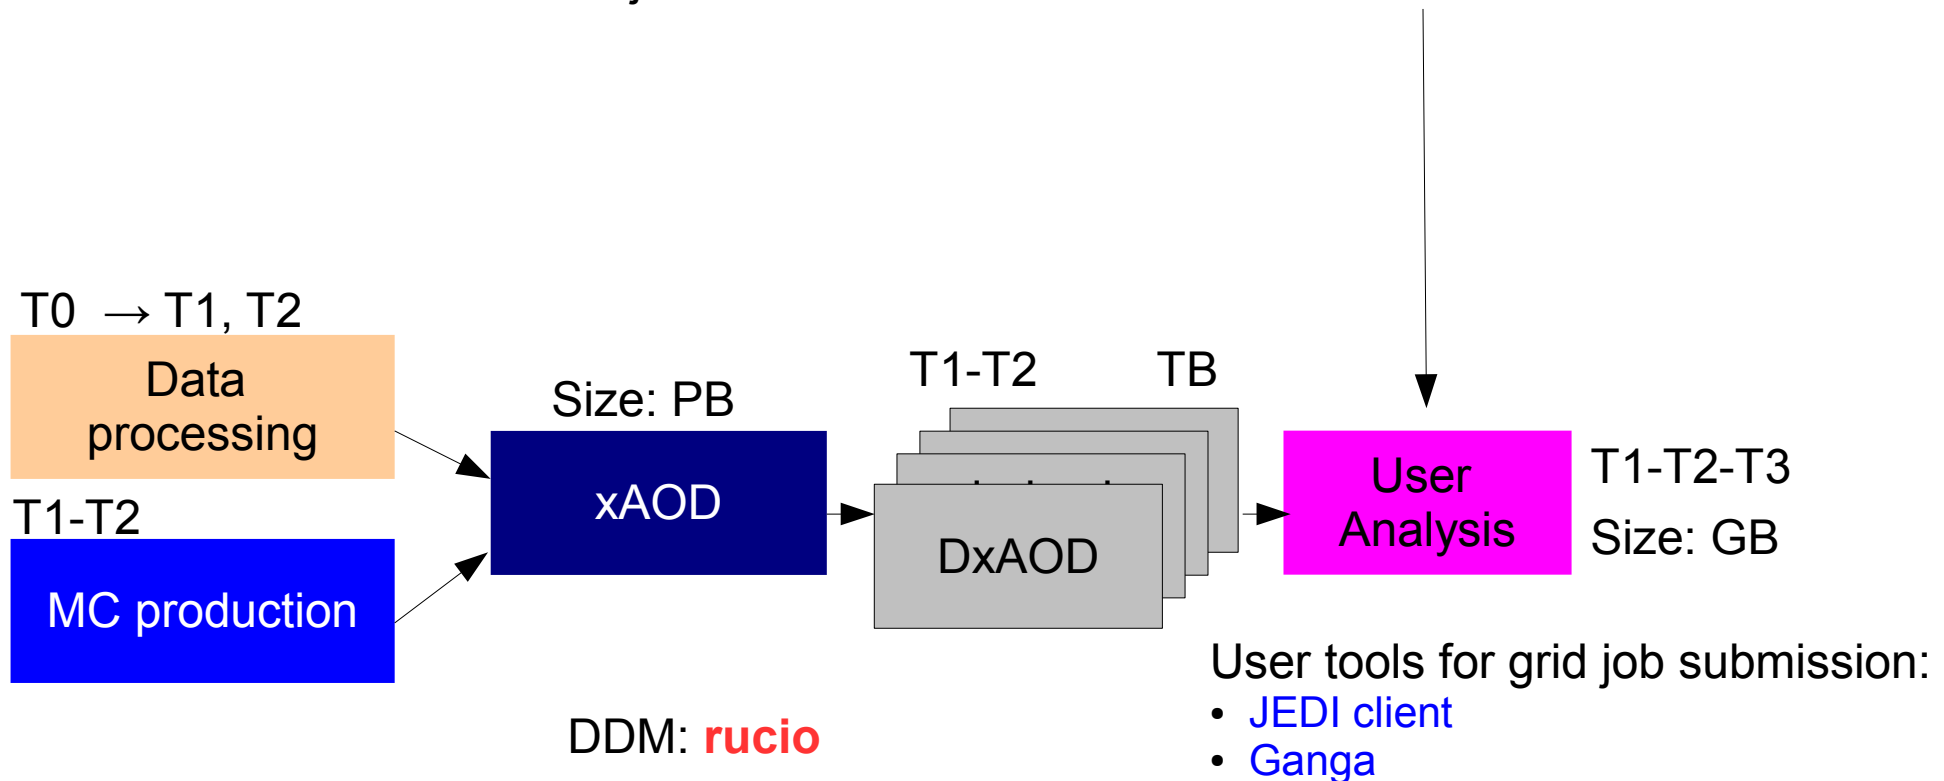 T0 → T1, T2
Data
processing
T1-T2
MC production
Size: PB
xAOD
T1-T2 TB
DxAOD
User
Analysis
T1-T2-T3
Size: GB
User tools for grid job submission:
• JEDI client
• Ganga
DDM: rucio